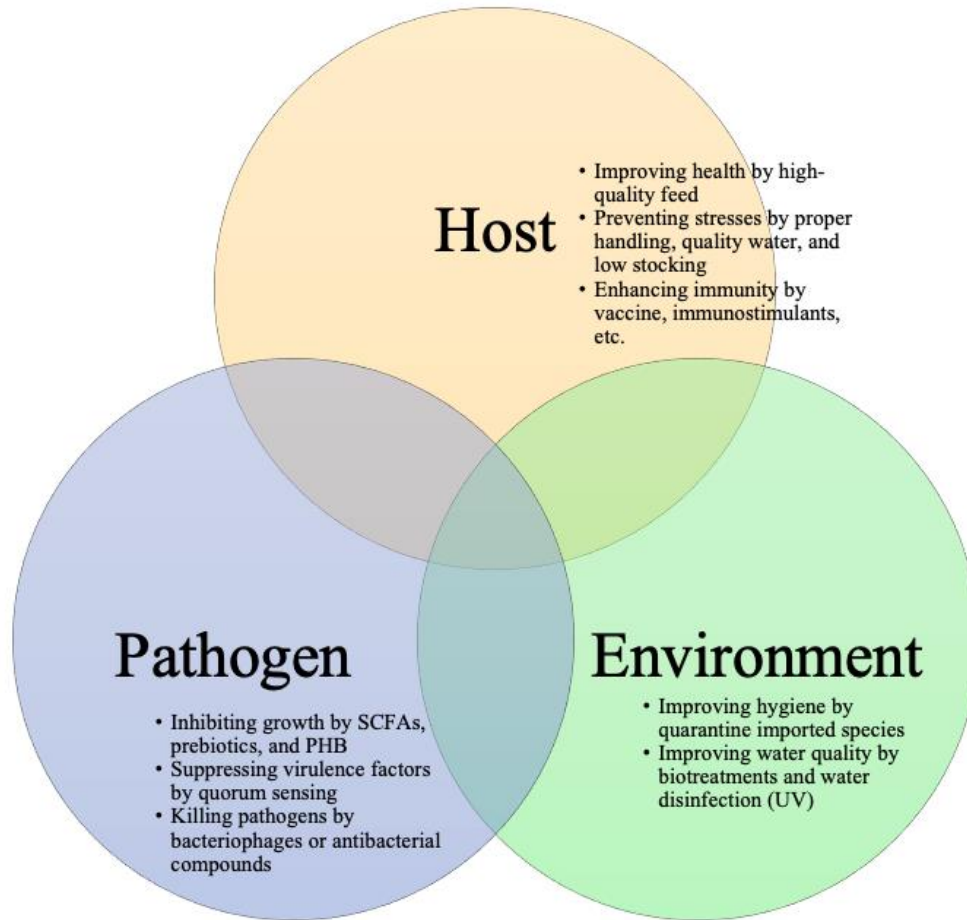 Host
• Improving health by high-
quality feed
• Preventing stresses by proper
handling, quality water, and
low stocking
• Enhancing immunity by
vaccine, immunostimulants,
etc.
Pathogen
• Inhibiting growth by SCFAs,
prebiotics, and PHB
• Suppressing virulence factors
by quorum sensing
• Killing pathogens by
bacteriophages or antibacterial
compounds
Environment
• Improving hygiene by
quarantine imported species
• Improving water quality by
biotreatments and water
disinfection (UV)